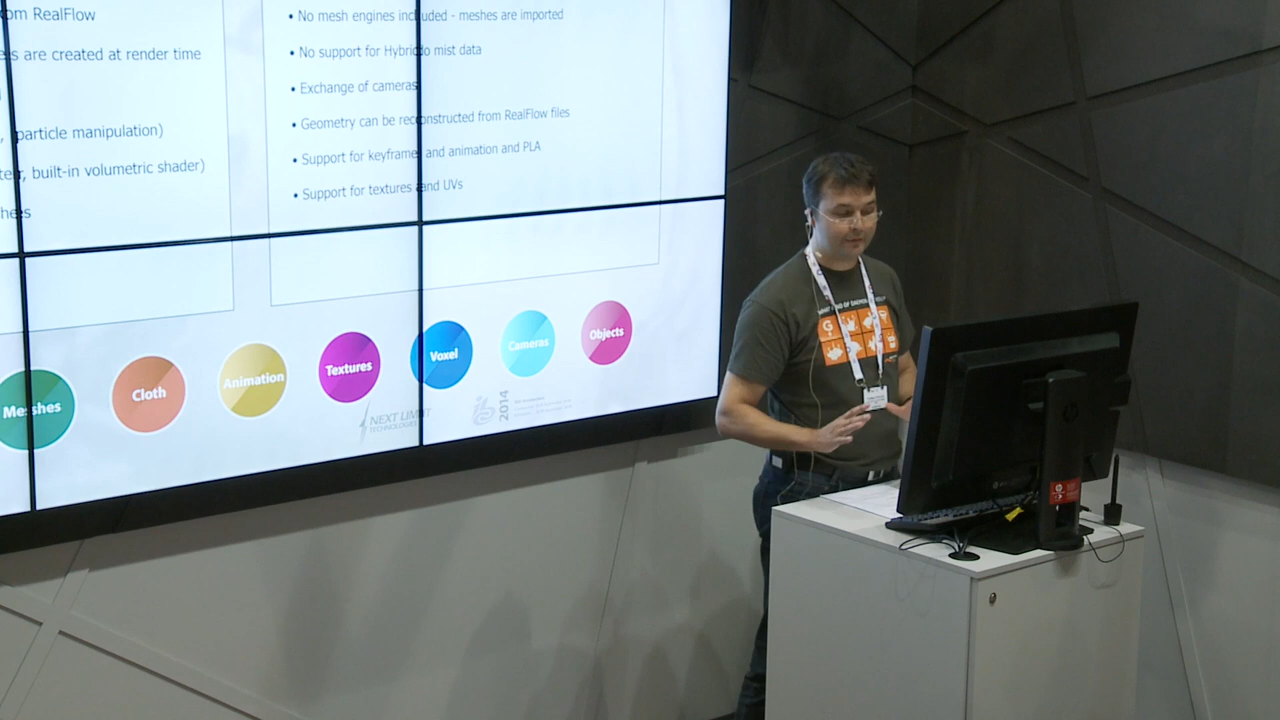 om RealFlow
s are created at render time
particle manipulation)
r, built-in volumetric shader)
• No mesh engines included - meshes are imported
• No support for Hybrido mist data
• Exchange of cameras
• Geometry can be reconstructed from RealFlow files
• Support for keyframe and animation and PLA
• Support for textures and UVs
Meshes
Cloth
Animation
Textures
Voxel
Cameras
Objects
NEXT LIMIT
TECHNOLOGIES
2014